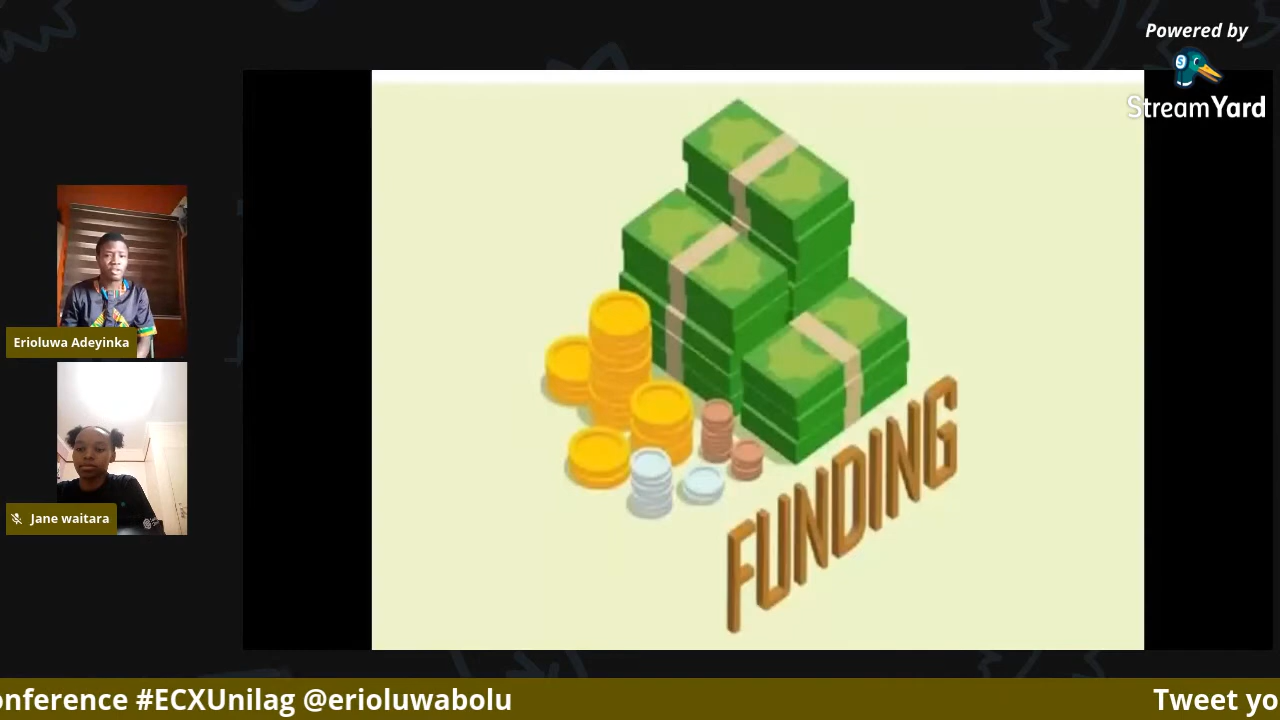 Powered by
StreamYard
Erioluwa Adeyinka
Jane waitara
FUNDING
onference #ECXUnilag @erioluwabolu
Tweet yo